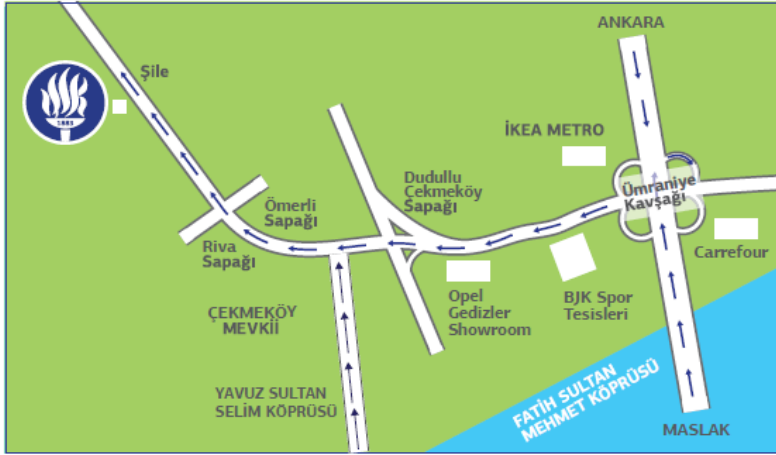 ANKARA
Şile
1883
İKEA METRO
Dudullu
Çekmeköy
Sapağı
Ümraniye
Kavşağı
Ömerli
Sapağı
Riva
Sapağı
Carrefour
Opel
Gedizler
Showroom
BJK Spor
Tesisleri
ÇEKMEKÖY
MEVKİİ
YAVUZ SULTAN
SELİM KÖPRÜSÜ
FATİH SULTAN
MEHMET KÖPRÜSÜ
MASLAK